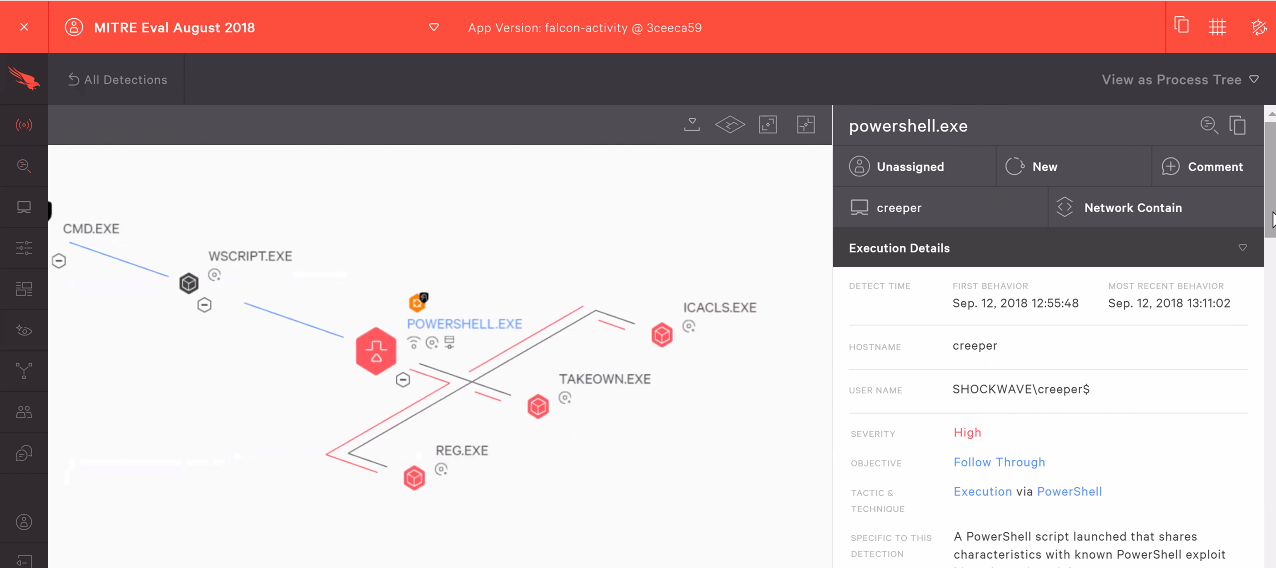 MITRE Eval August 2018
App Version: falcon-activity @ 3ceeca59
All Detections
View as Process Tree
CMD.EXE
WSCRIPT.EXE
POWERSHELL.EXE
ICACLS.EXE
TAKEOWN.EXE
REG.EXE
powershell.exe
Unassigned
New
Comment
creeper
Network Contain
Execution Details
DETECT TIME
FIRST BEHAVIOR
Sep. 12, 2018 12:55:48
MOST RECENT BEHAVIOR
Sep. 12, 2018 13:11:02
HOSTNAME
creeper
USER NAME
SHOCKWAVE\creeper$
SEVERITY
High
OBJECTIVE
Follow Through
TACTIC &
TECHNIQUE
Execution via PowerShell
SPECIFIC TO THIS
DETECTION
A PowerShell script launched that shares
characteristics with known PowerShell exploit